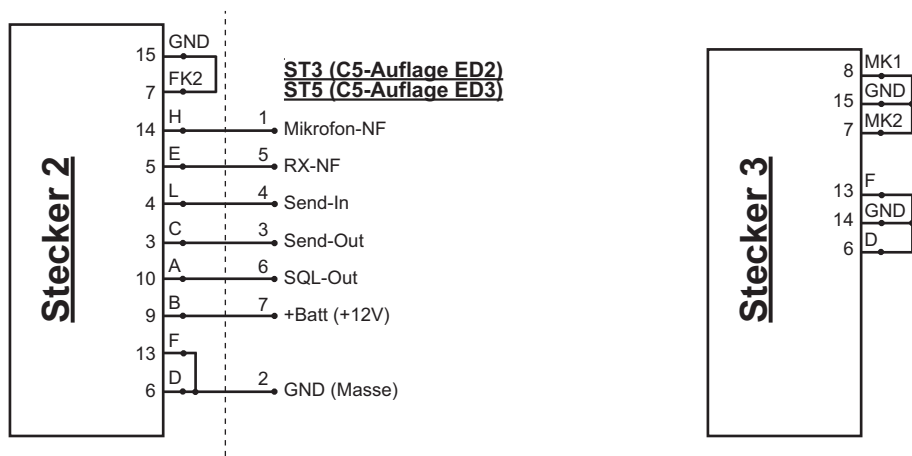 Stecker 2
15 GND
7 FK2
ST3 (C5-Auflage ED2)
ST5 (C5-Auflage ED3)
14 H 1 Mikrofon-NF
5 E 5 RX-NF
4 L 4 Send-In
3 C 3 Send-Out
10 A 6 SQL-Out
9 B 7 +Batt (+12V)
13 F
6 D 2 GND (Masse)
Stecker 3
8 MK1
15 GND
7 MK2
13 F
14 GND
6 D